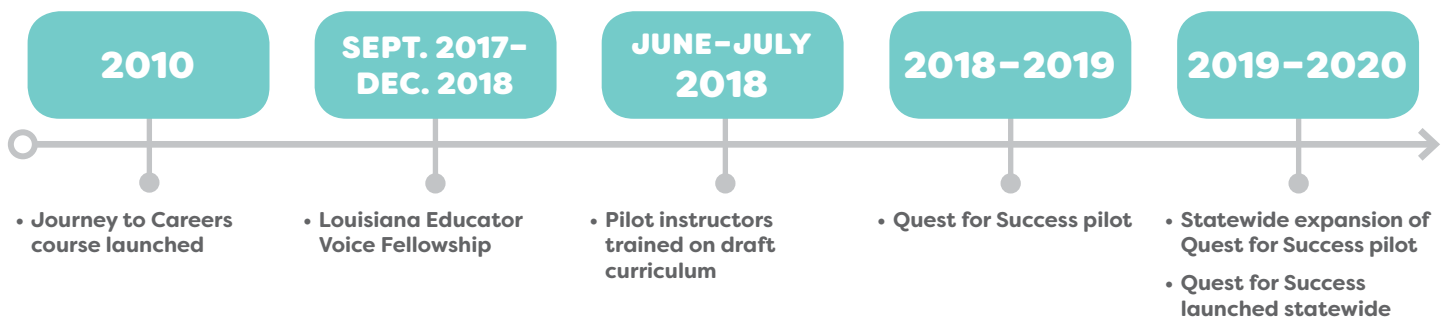 2010
SEPT. 2017–
DEC. 2018
JUNE–JULY
2018
2018–2019
2019–2020
• Journey to Careers
course launched
• Louisiana Educator
Voice Fellowship
• Pilot instructors
trained on draft
curriculum
• Quest for Success pilot
• Statewide expansion of
Quest for Success pilot
• Quest for Success
launched statewide